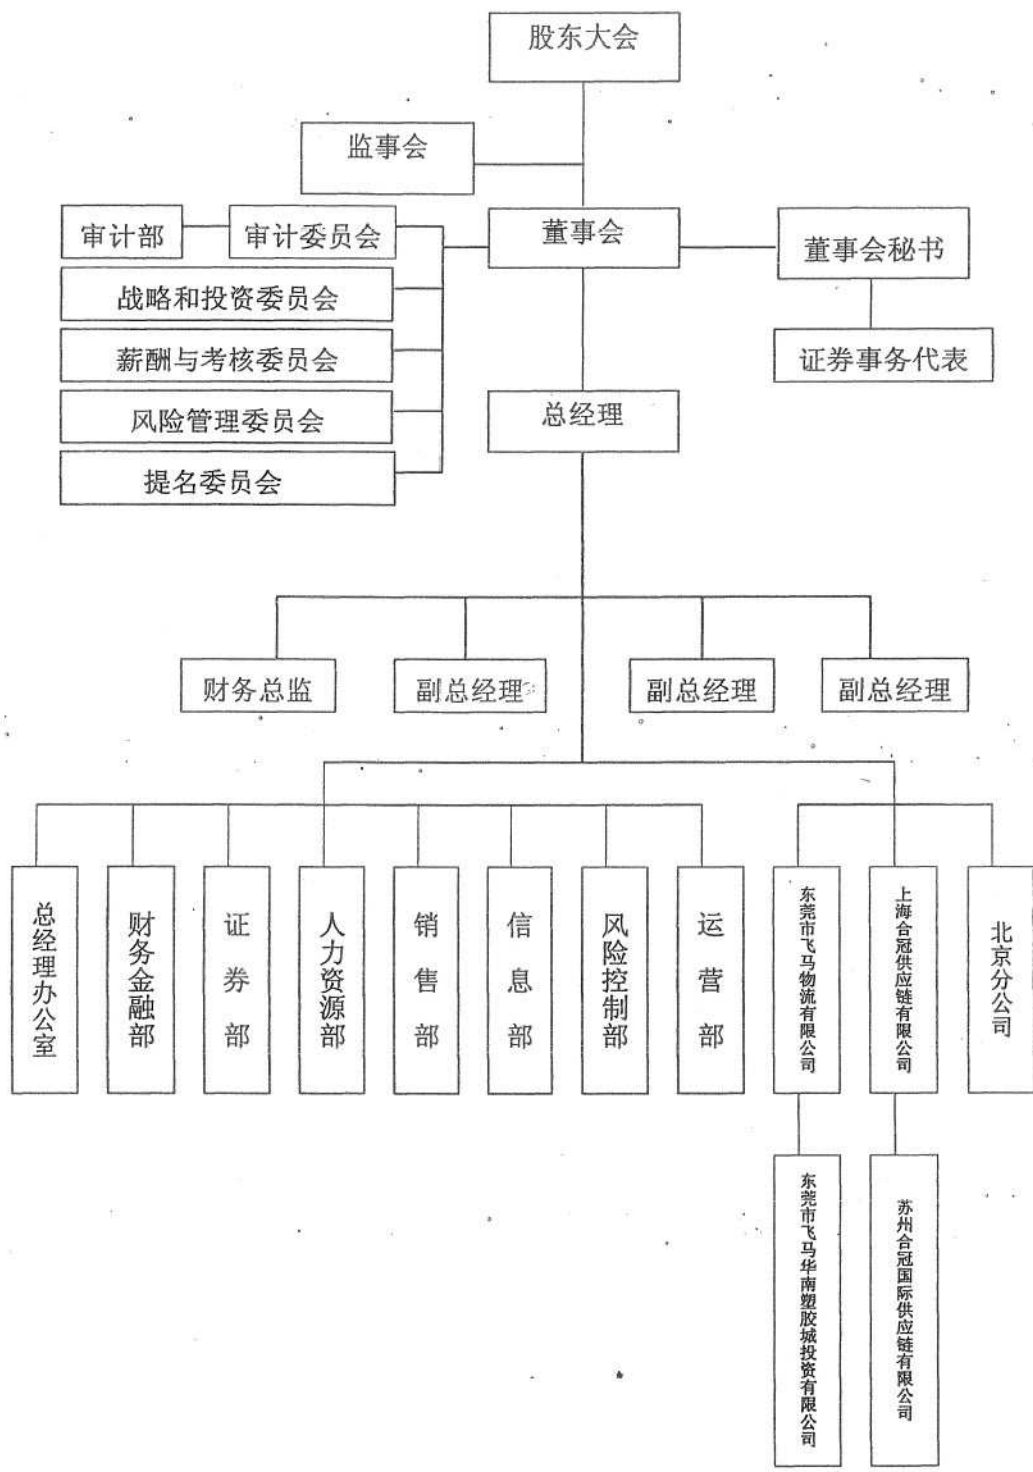 股东大会
监事会
审计部
审计委员会
董事会
董事会秘书
战略和投资委员会
薪酬与考核委员会
证券事务代表
风险管理委员会
总经理
提名委员会
财务总监
副总经理
副总经理
副总经理
总经理办公室
财务金融部
证券部
人力资源部
销售部
信息部
风险控制部
运营部
东莞市飞马物流有限公司
上海合冠供应链有限公司
北京分公司
东莞市飞马华南塑胶城投资有限公司
苏州合冠国际供应链有限公司